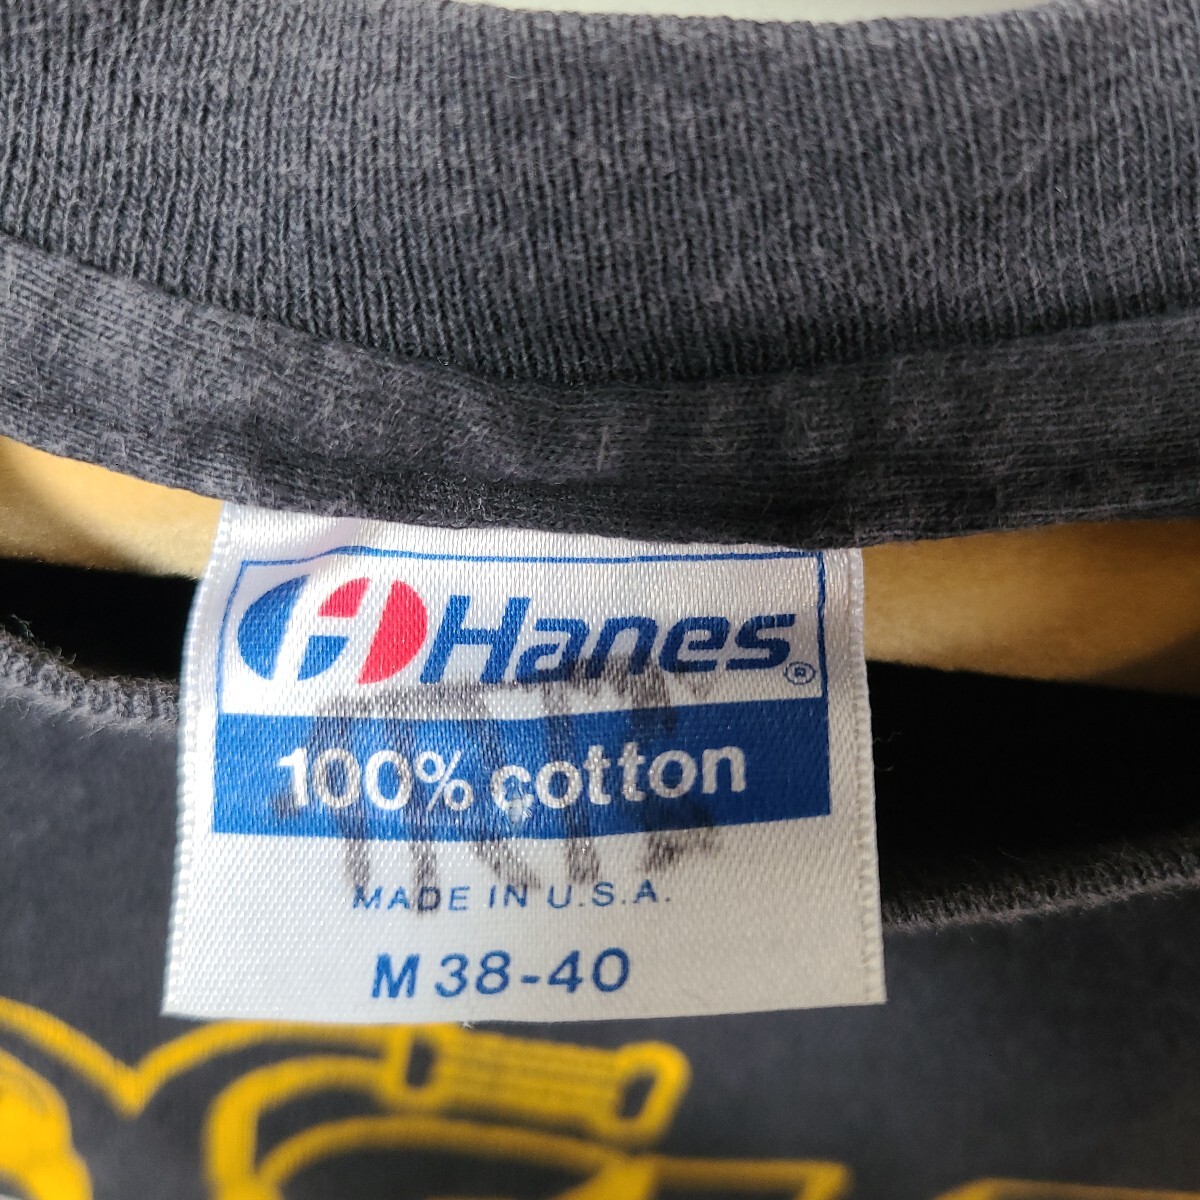 Hanes®
100% cotton
MADE IN U.S.A.
M 38-40